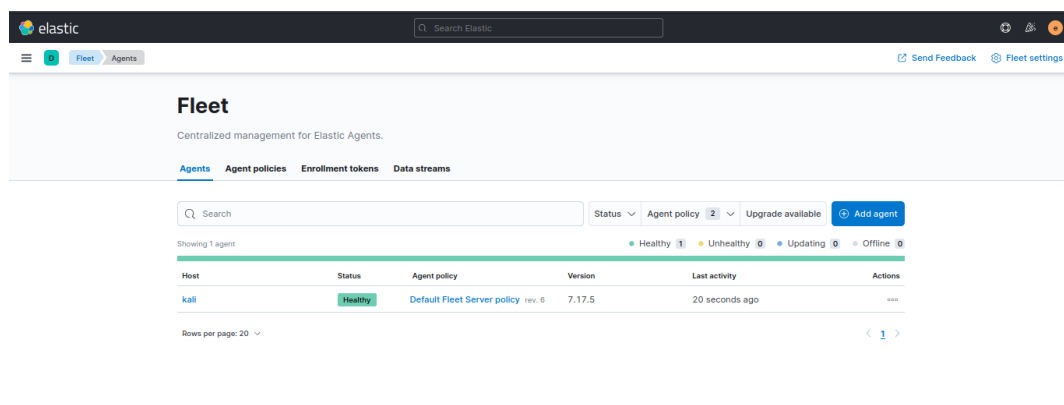 elastic
Search Elastic
e
D Fleet Agents
Send Feedback Fleet settings
Fleet
Centralized management for Elastic Agents.
Agents Agent policies Enrollment tokens Data streams
Search
Status Agent policy 2 Upgrade available Add agent
Showing 1 agent
Healthy 1 Unhealthy 0 Updating 0 Offline 0
Host Status Agent policy Version Last activity Actions
kali Healthy Default Fleet Server policy rev. 6 7.17.5 20 seconds ago
Rows per page: 20
< 1 >